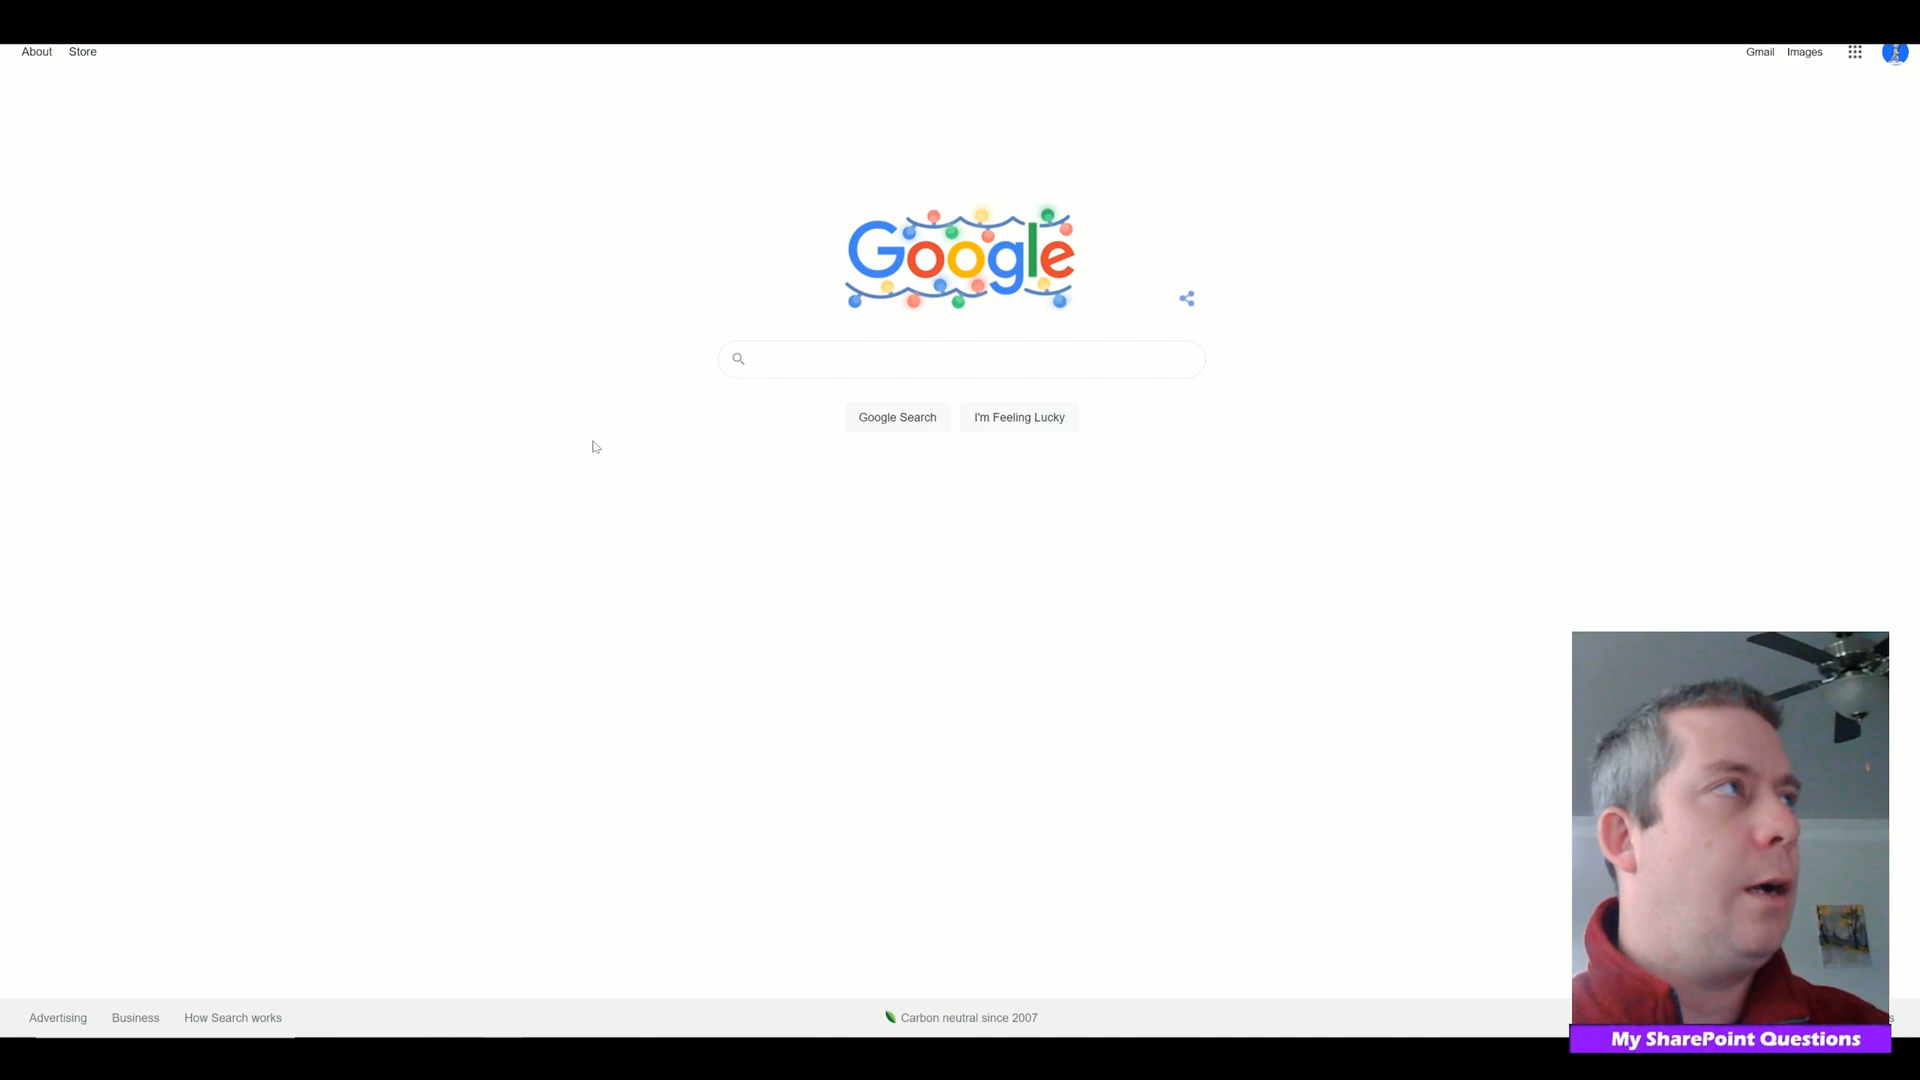 About Store
Gmail Images
Google
Google Search I'm Feeling Lucky
Advertising Business How Search works
Carbon neutral since 2007
My SharePoint Questions